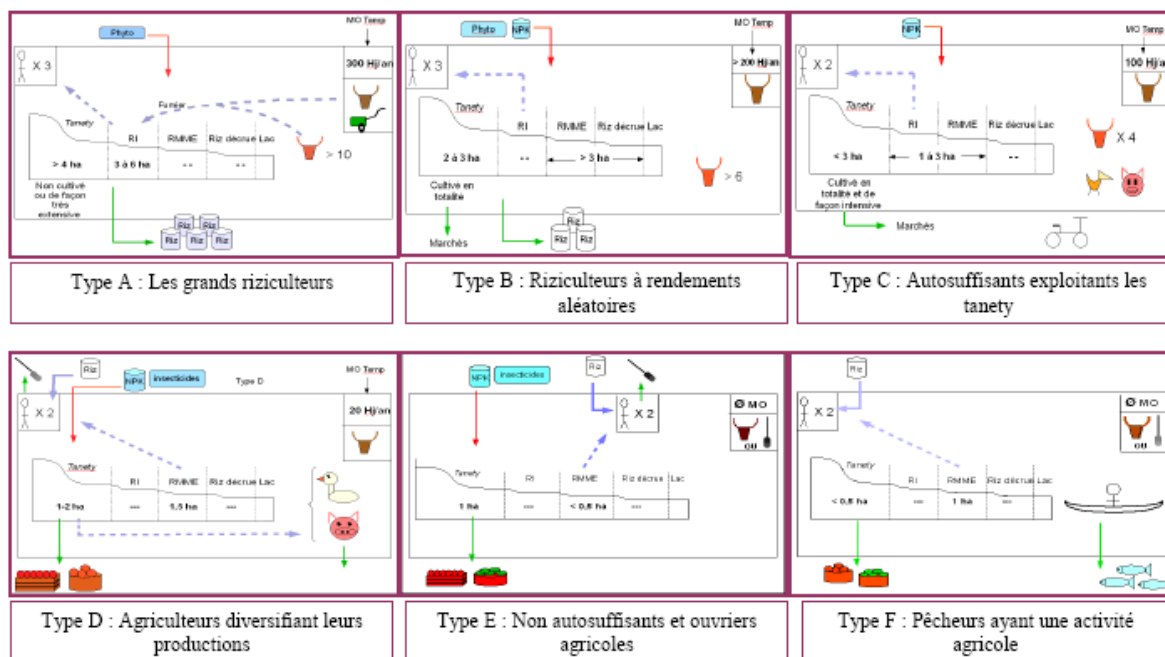 Phyto
MO Temp
X 3
300 Hj/an
Fumier
Tanety
RI
RMME
Riz décrue
Lac
> 10
> 4 ha
3 à 6 ha
--
--
Non cultivé
ou de façon
très
extensive
Riz
Riz
Riz
Riz
Riz
Type A : Les grands riziculteurs
Phyto
NPK
MO Temp
X 3
> 200 Hj/an
Tanety
RI
RMME
Riz décrue
Lac
2 à 3 ha
--
> 3 ha
> 6
Cultivé en
totalité
Marchés
Riz
Riz
Riz
Type B : Riziculteurs à rendements
aléatoires
NPK
MO Temp
X 2
100 Hj/an
Tanety
RI
RMME
Riz décrue
Lac
< 3 ha
1 à 3 ha
--
X 4
Cultivé en
totalité et de
façon intensive
Marchés
Type C : Autosuffisants exploitants les
tanety
Riz
NPK
insecticides
Type D
MO Temp
X 2
20 Hj/an
Tanety
RI
RMME
Riz décrue
Lac
1-2 ha
---
1,5 ha
---
Type D : Agriculteurs diversifiant leurs
productions
NPK
insecticides
Riz
X 2
Ø MO
OU
Tanety
RI
RMME
Riz décrue
Lac
1 ha
---
< 0,5 ha
---
Type E : Non autosuffisants et ouvriers
agricoles
Riz
X 2
Ø MO
OU
Tanety
RI
RMME
Riz décrue
Lac
< 0,5 ha
---
1 ha
---
Type F : Pêcheurs ayant une activité
agricole